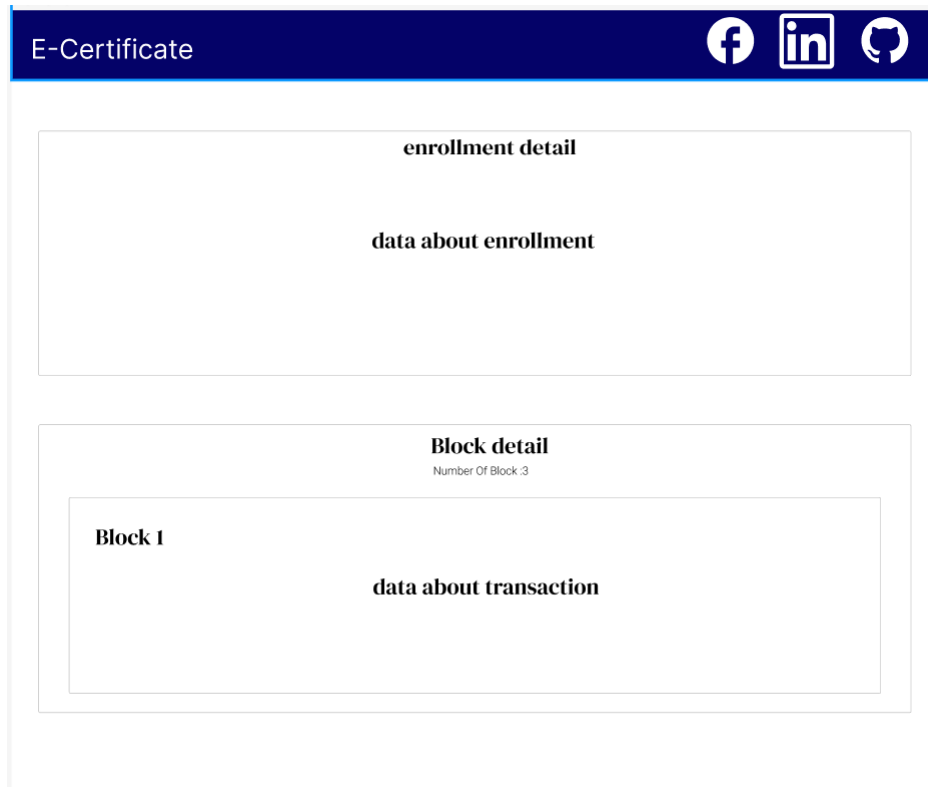 E-Certificate
enrollment detail
data about enrollment
Block detail
Number Of Block :3
Block 1
data about transaction